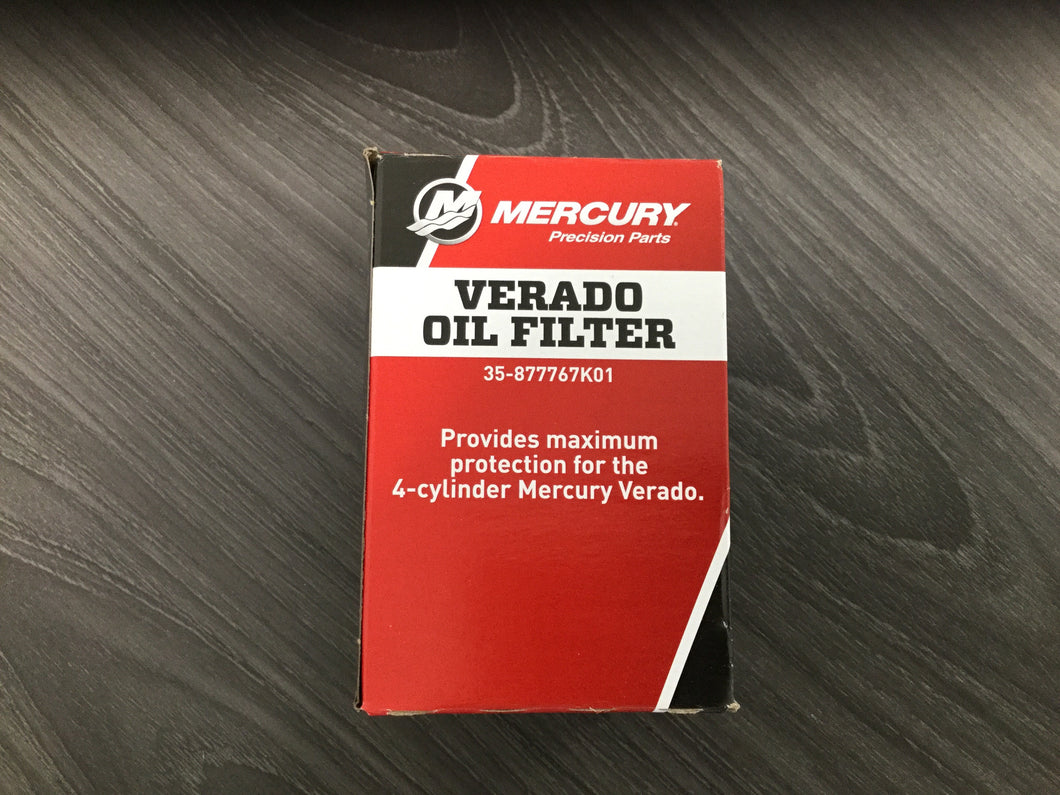 M MERCURY
Precision Parts
VERADO
OIL FILTER
35-877767K01
Provides maximum
protection for the
4-cylinder Mercury Verado.